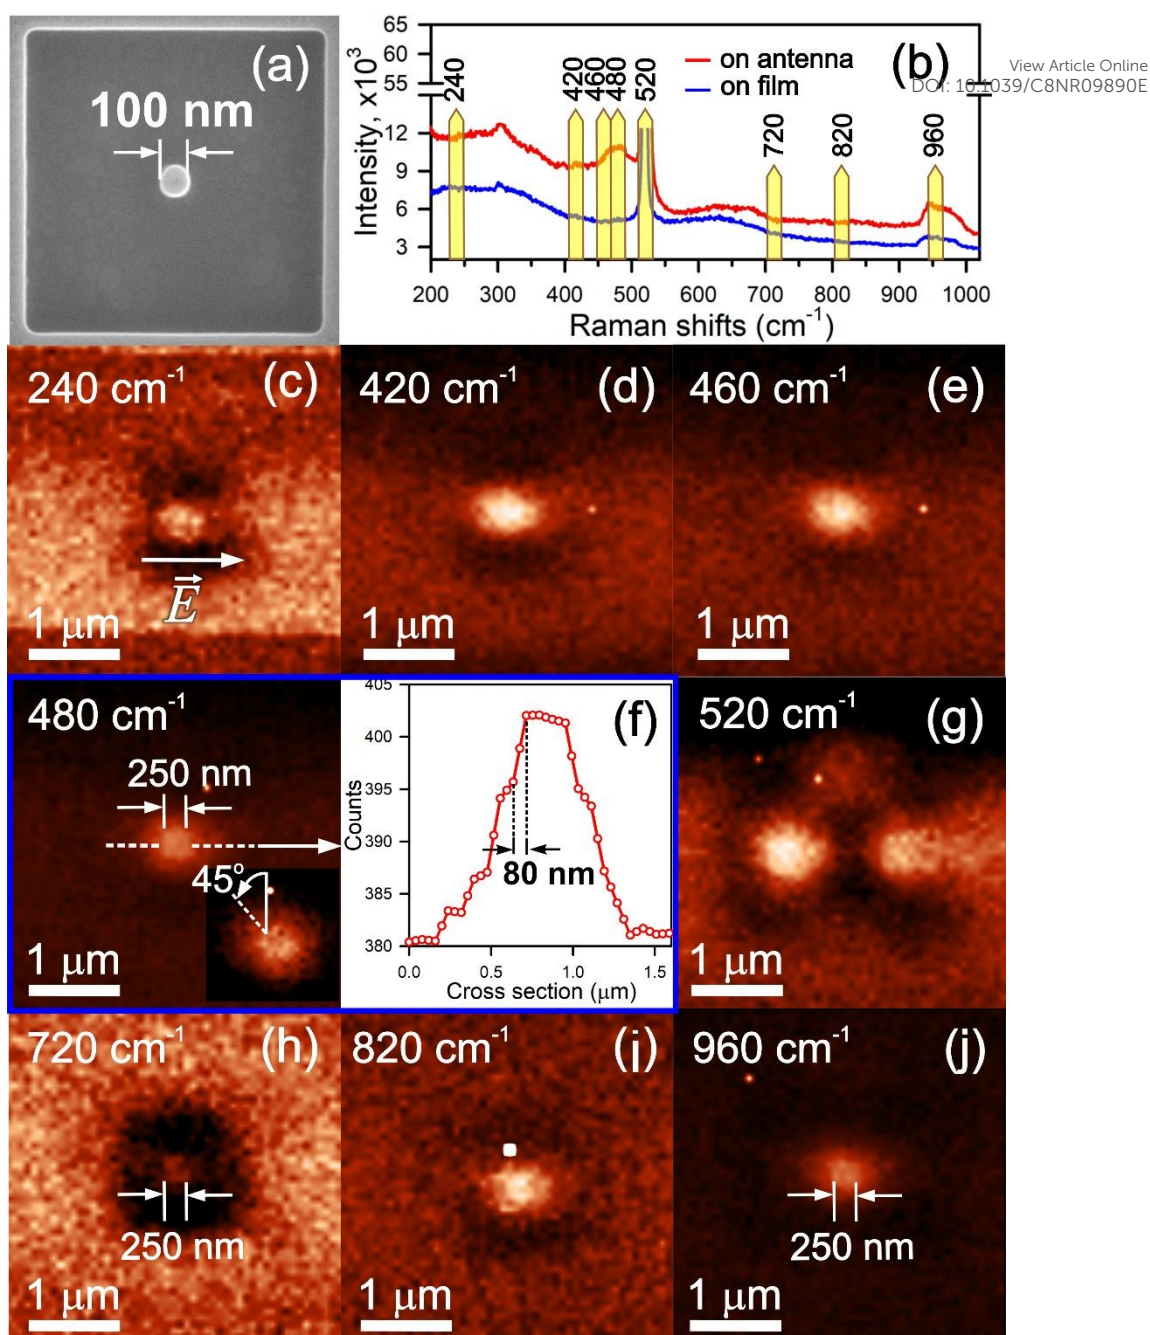 (a)
100 nm
View Article Online
DOI: 10.1039/C8NR09890E
(b)
on antenna
on film
Intensity, x10³
65
60
55
12
9
6
3
240
420
460
480
520
720
820
960
200 300 400 500 600 700 800 900 1000
Raman shifts (cm⁻¹)
240 cm⁻¹ (c)
E
1 μm
420 cm⁻¹ (d)
1 μm
460 cm⁻¹ (e)
1 μm
480 cm⁻¹
250 nm
45°
1 μm
(f)
Counts
405
400
395
390
385
380
80 nm
0.0 0.5 1.0 1.5
Cross section (μm)
520 cm⁻¹ (g)
1 μm
720 cm⁻¹ (h)
250 nm
1 μm
820 cm⁻¹ (i)
1 μm
960 cm⁻¹ (j)
250 nm
1 μm